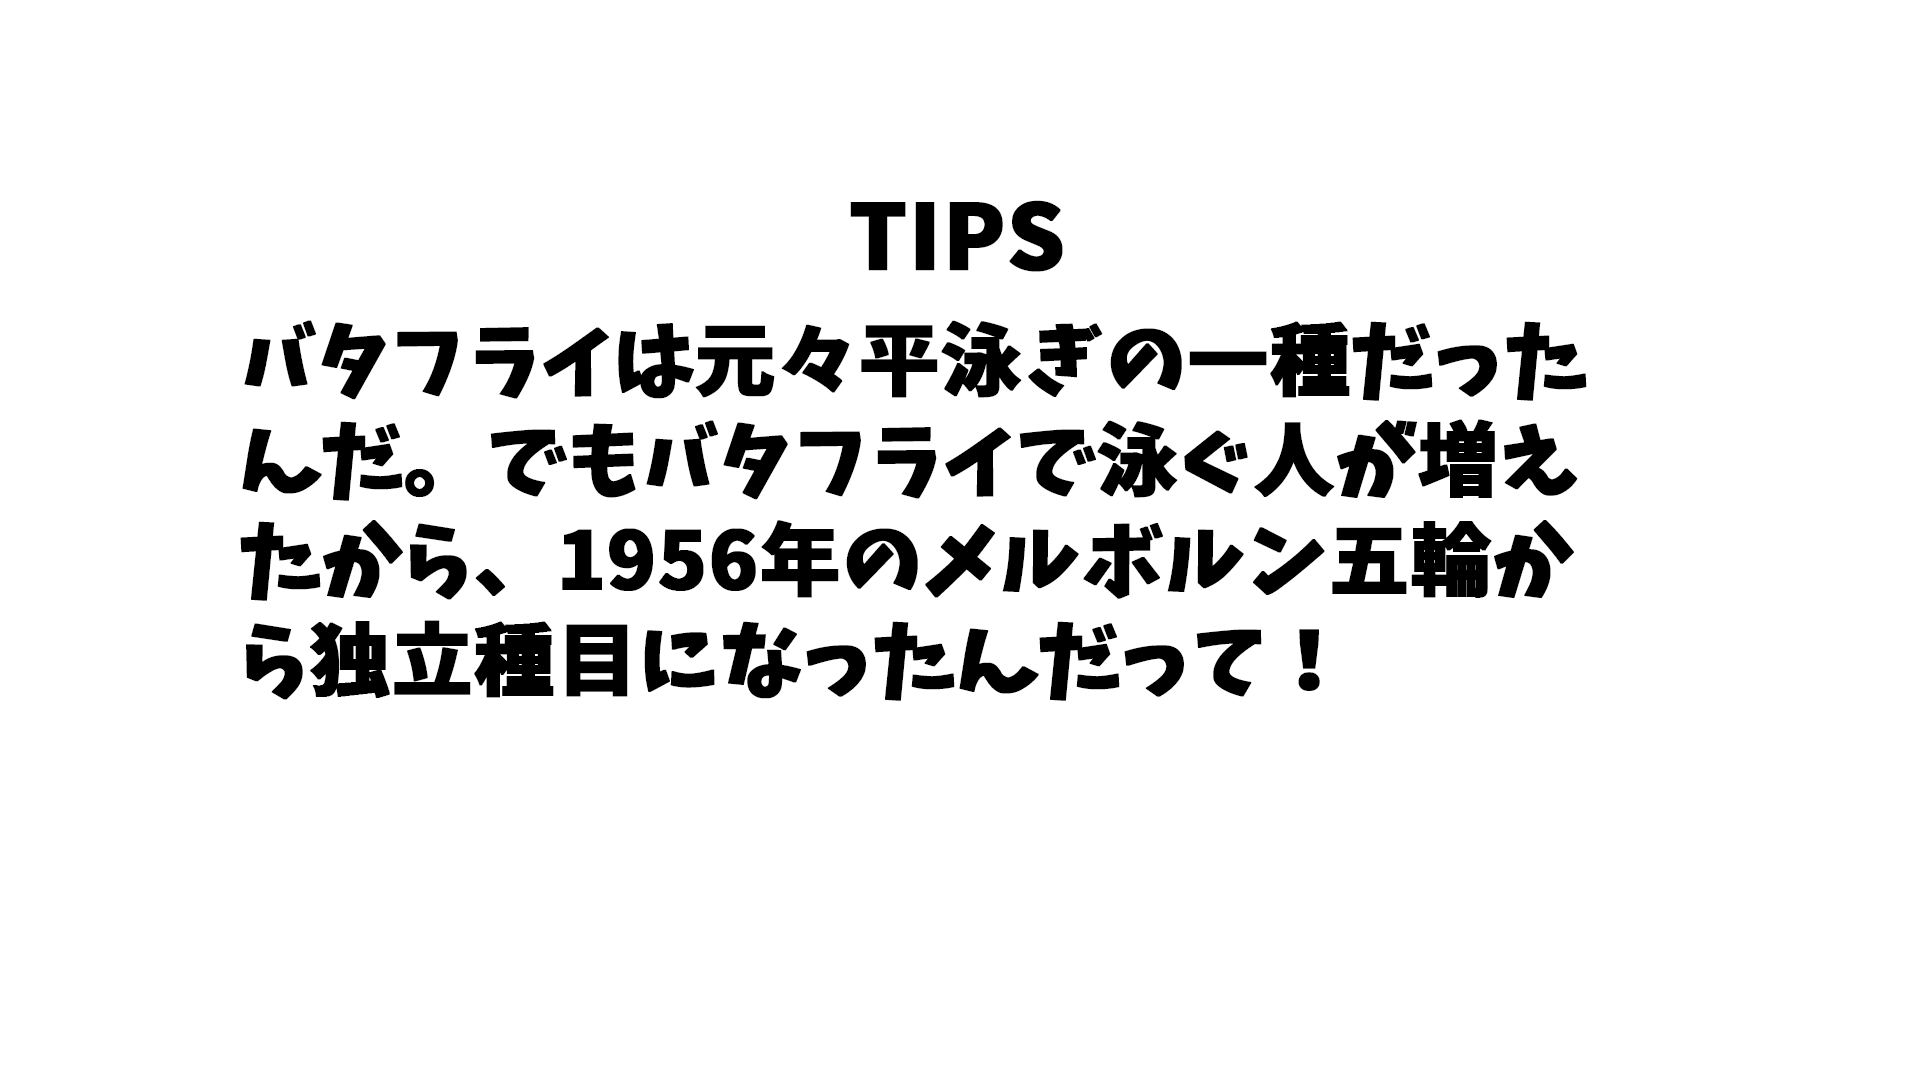 TIPS
バタフライは元々平泳ぎの一種だった
んだ。でもバタフライで泳ぐ人が増え
たから、1956年のメルボルン五輪か
ら独立種目になったんだって！